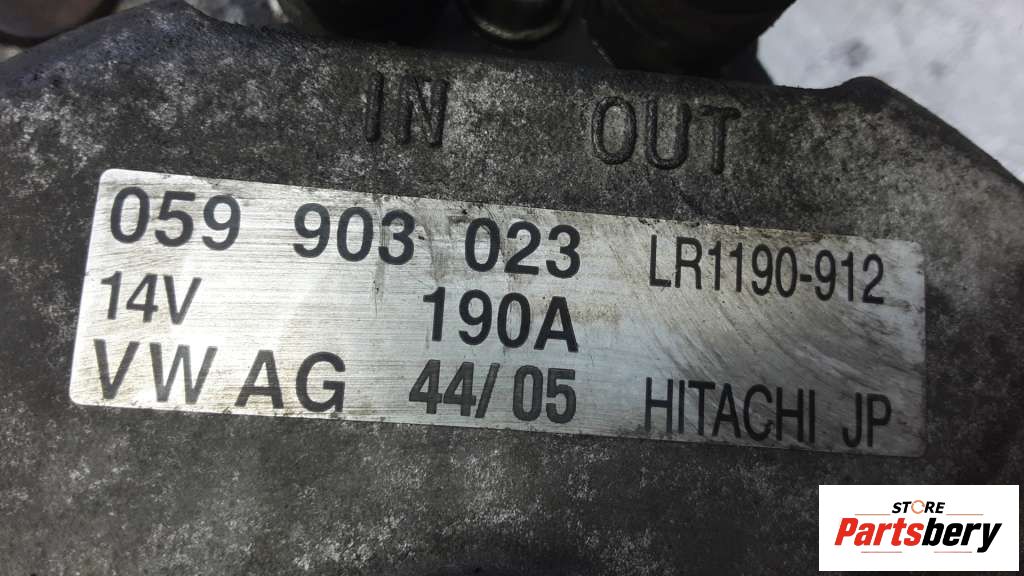 IN OUT
059 903 023 LR1190-912
14V 190A
VW AG 44/05 HITACHI JP
STORE
Partsbery